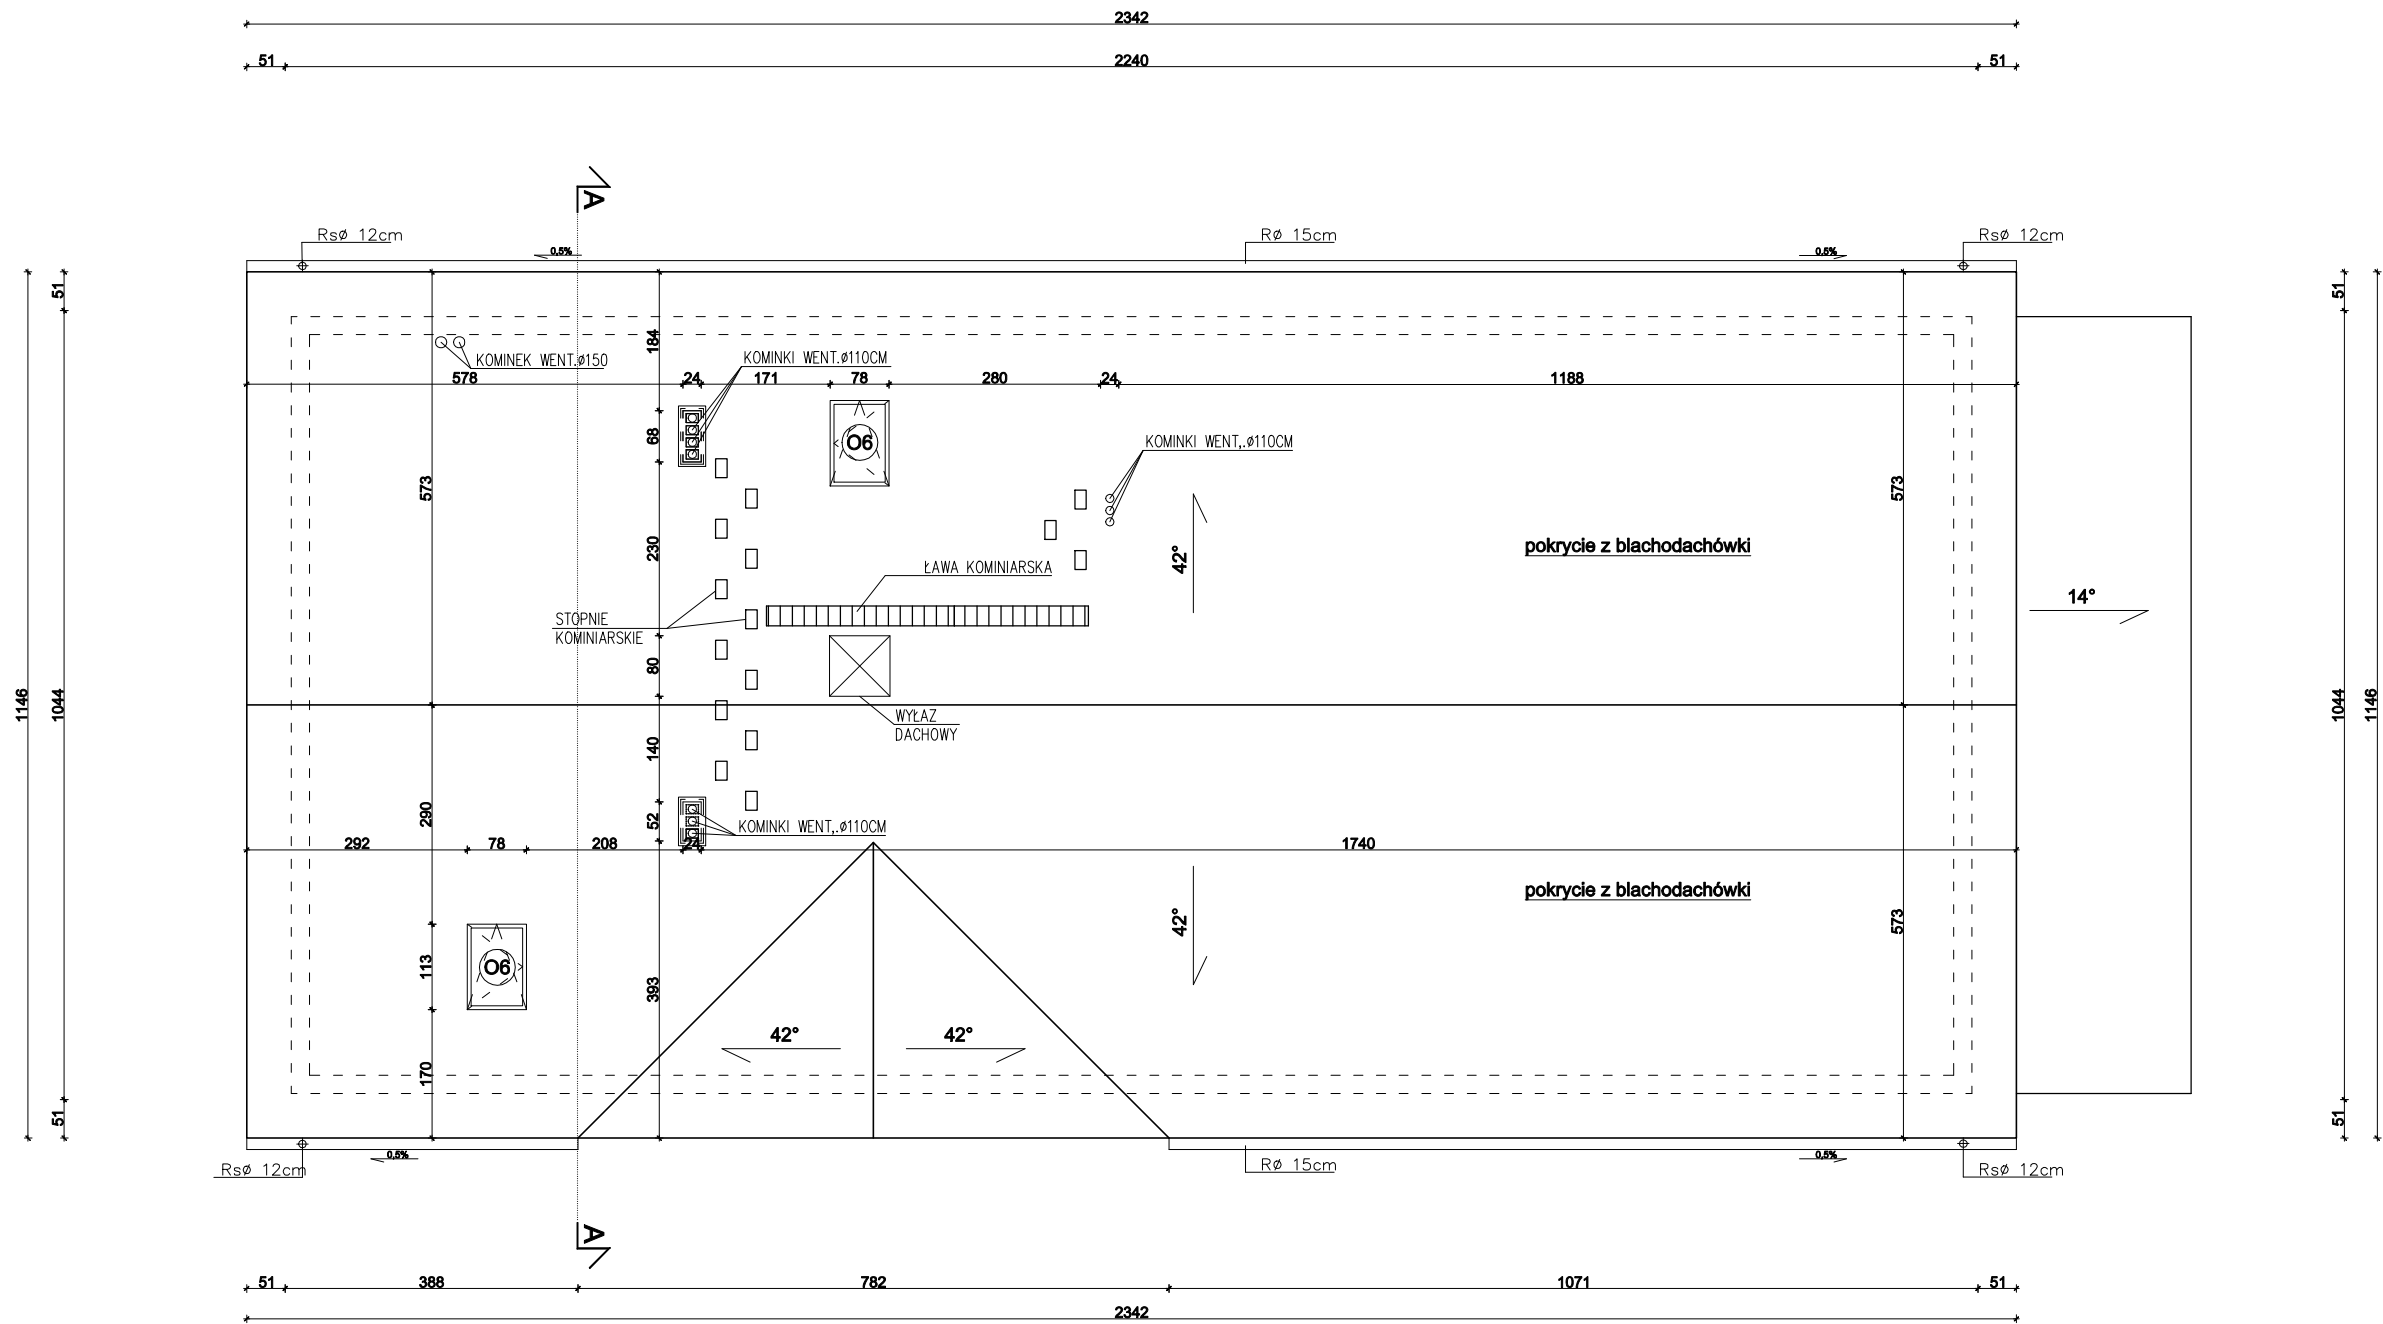 2342
51
2240
51
A
RsØ 12cm
0,5%
RØ 15cm
0,5%
RsØ 12cm
51
184
KOMINEK WENT.Ø150
KOMINKI WENT.Ø110CM
578
24
171
78
280
24
1188
51
68
O6
KOMINKI WENT,.Ø110CM
573
573
230
42°
pokrycie z blachodachówki
ŁAWA KOMINIARSKA
14°
STOPNIE
KOMINIARSKIE
80
1146
1044
1044
1146
WYŁAZ
DACHOWY
140
290
52
KOMINKI WENT,.Ø110CM
292
78
208
24
1740
pokrycie z blachodachówki
42°
573
O6
113
393
42°
42°
170
51
51
0,5%
0,5%
RsØ 12cm
RØ 15cm
RsØ 12cm
A
51
388
782
1071
51
2342